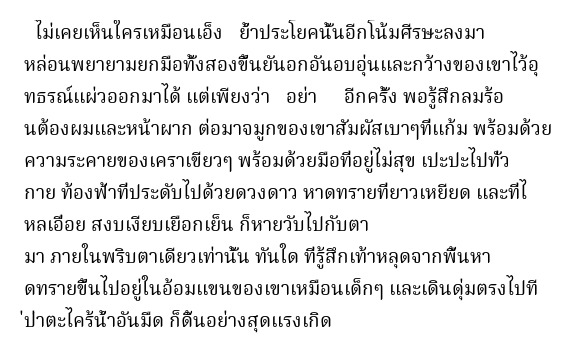 ไม่เคยเห็นใครเหมือนเอ็ง ย้ำประโยคนั้นอีกโน้มศีรษะลงมา
หล่อนพยายามยกมือทั้งสองขึ้นยันอกอันอบอุ่นและกว้างของเขาไว้อุ
ทธรณ์แผ่วออกมาได้ แต่เพียงว่า อย่า อีกครั้ง พอรู้สึกลมร้อ
นต้องผมและหน้าผาก ต่อมาจมูกของเขาสัมผัสเบาๆที่แก้ม พร้อมด้วย
ความระคายของเคราเขียวๆ พร้อมด้วยมือที่อยู่ไม่สุข เปะปะไปทั่ว
กาย ท้องฟ้าที่ประดับไปด้วยดวงดาว หาดทรายที่ยาวเหยียด และที่ไ
หลเอื่อย สงบเงียบเยือกเย็น ก็หายวับไปกับตา
มา ภายในพริบตาเดียวเท่านั้น ทันใด ที่รู้สึกเท้าหลุดจากพื้นหา
ดทรายขึ้นไปอยู่ในอ้อมแขนของเขาเหมือนเด็กๆ และเดินดุ่มตรงไปที
่ปาตะไคร้น้ำอันมืด ก็ดิ้นอย่างสุดแรงเกิด